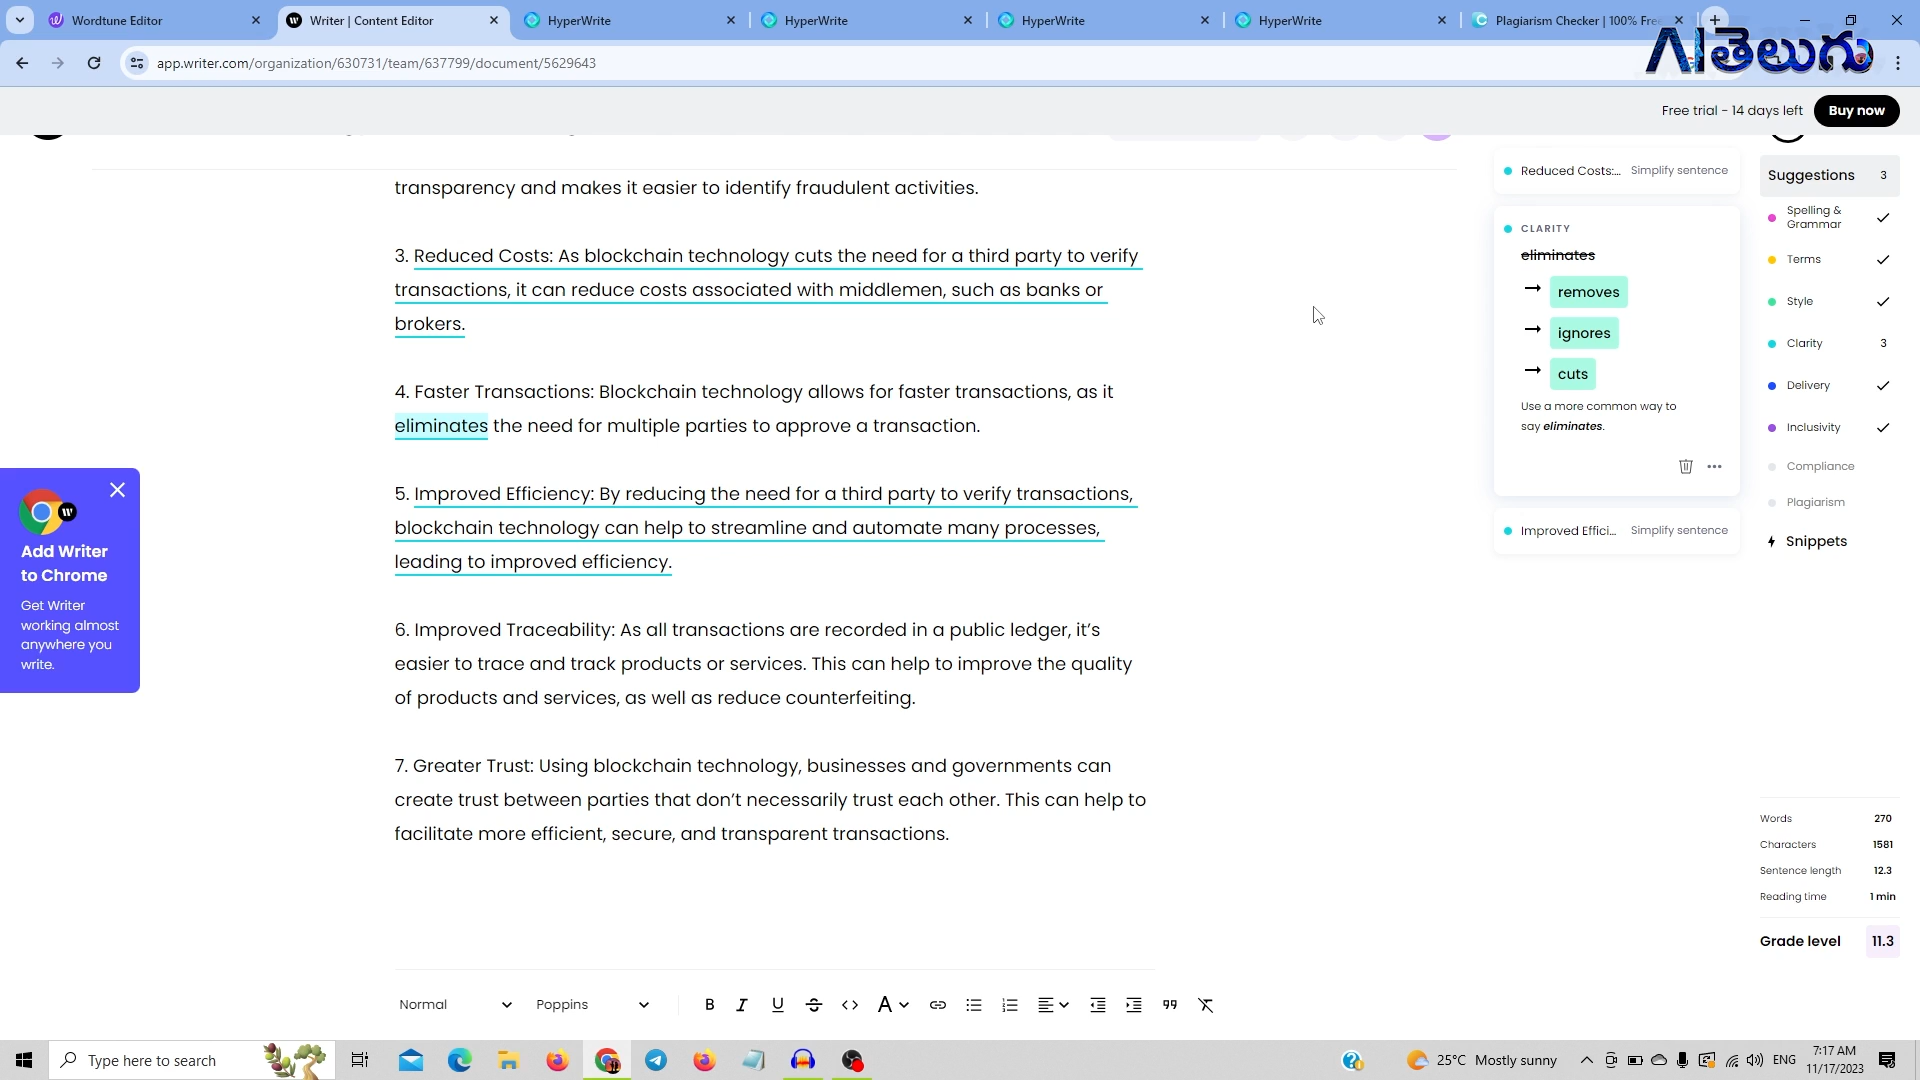 Wordtune Editor
Writer | Content Editor
HyperWrite
HyperWrite
HyperWrite
HyperWrite
Plagiarism Checker | 100% Free
app.writer.com/organization/630731/team/637799/document/5629643
AIతెలుగు
Free trial - 14 days left
Buy now
transparency and makes it easier to identify fraudulent activities.
3. Reduced Costs: As blockchain technology cuts the need for a third party to verify
transactions, it can reduce costs associated with middlemen, such as banks or
brokers.
4. Faster Transactions: Blockchain technology allows for faster transactions, as it
eliminates the need for multiple parties to approve a transaction.
5. Improved Efficiency: By reducing the need for a third party to verify transactions,
blockchain technology can help to streamline and automate many processes,
leading to improved efficiency.
6. Improved Traceability: As all transactions are recorded in a public ledger, it’s
easier to trace and track products or services. This can help to improve the quality
of products and services, as well as reduce counterfeiting.
7. Greater Trust: Using blockchain technology, businesses and governments can
create trust between parties that don’t necessarily trust each other. This can help to
facilitate more efficient, secure, and transparent transactions.
Add Writer
to Chrome
Get Writer
working almost
anywhere you
write.
Reduced Costs:... Simplify sentence
CLARITY
eliminates
→ removes
→ ignores
→ cuts
Use a more common way to
say eliminates.
Improved Effici... Simplify sentence
Suggestions 3
Spelling &
Grammar
Terms
Style
Clarity 3
Delivery
Inclusivity
Compliance
Plagiarism
Snippets
Words 270
Characters 1581
Sentence length 12.3
Reading time 1 min
Grade level 11.3
Normal
Poppins
B I U S <> A
Type here to search
25°C Mostly sunny
ENG
7:17 AM
11/17/2023